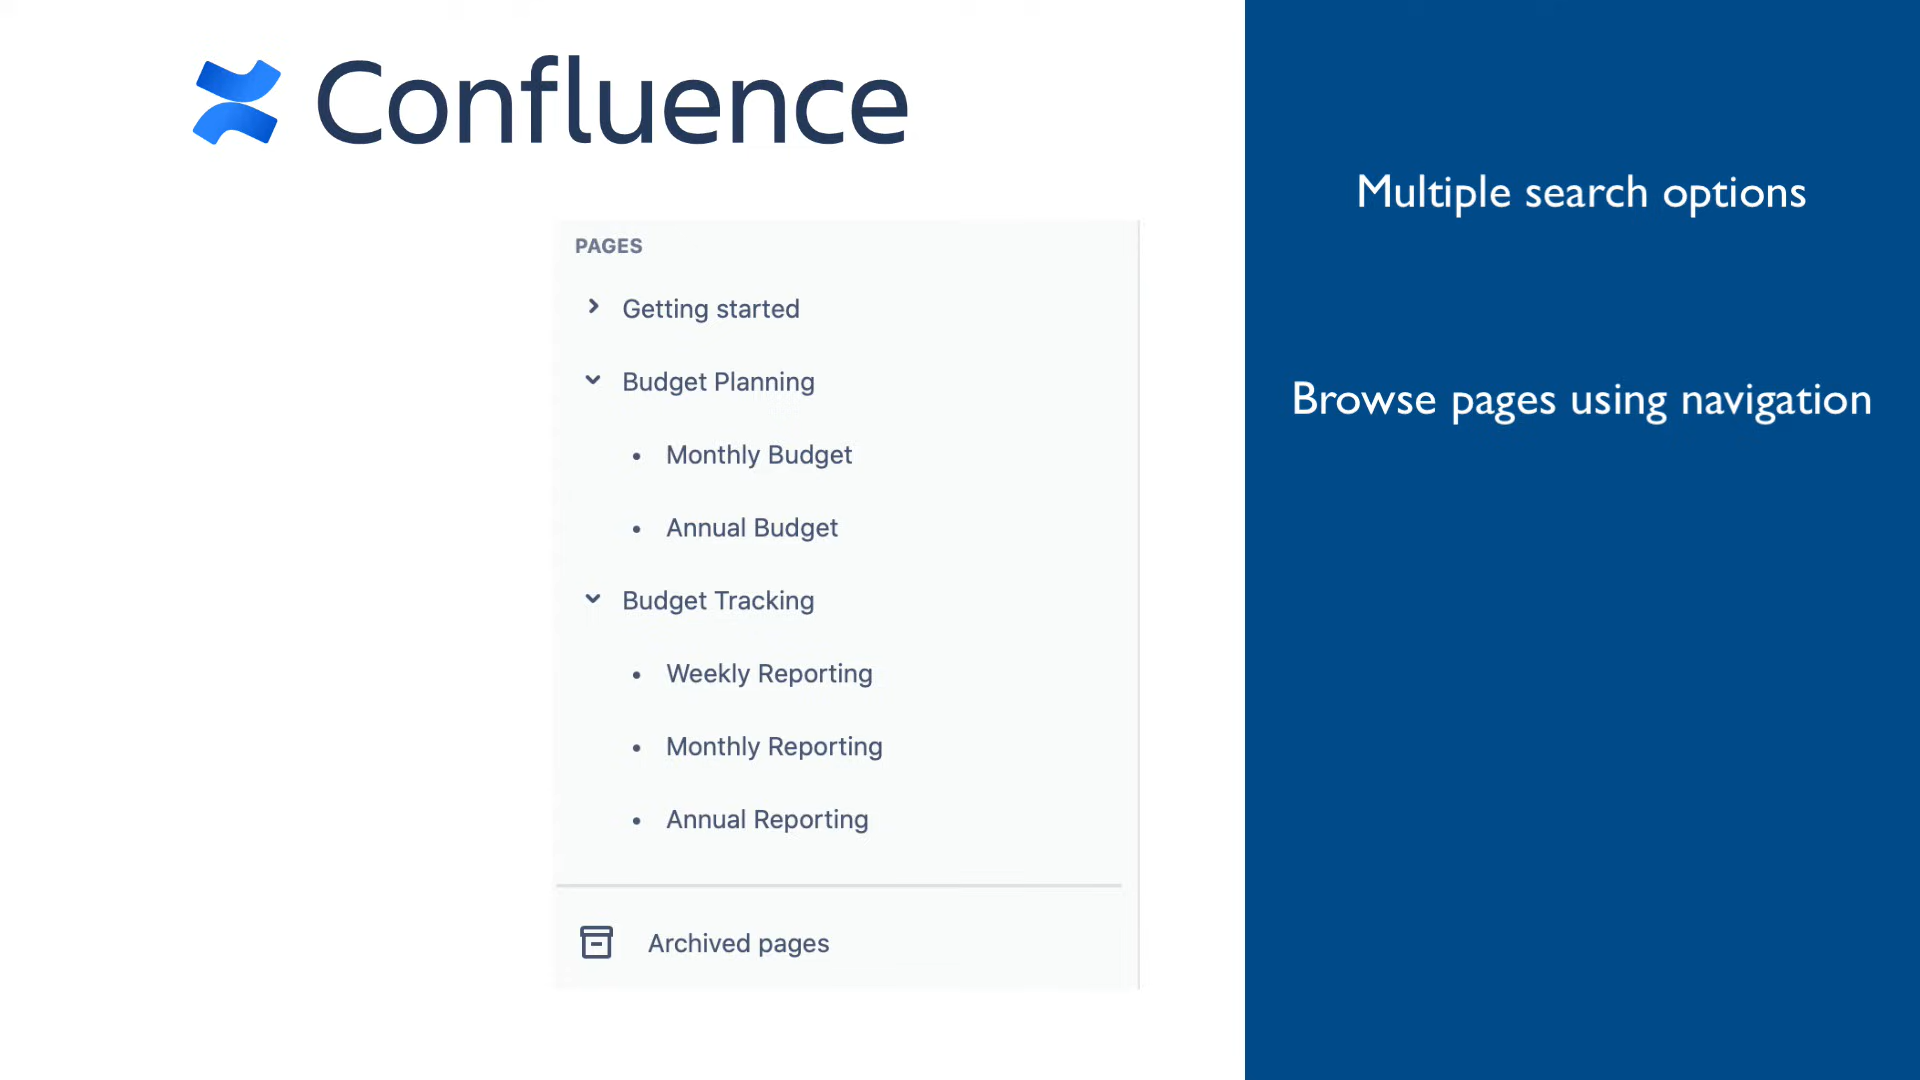 Confluence
PAGES
Getting started
Budget Planning
Monthly Budget
Annual Budget
Budget Tracking
Weekly Reporting
Monthly Reporting
Annual Reporting
Archived pages
Multiple search options
Browse pages using navigation